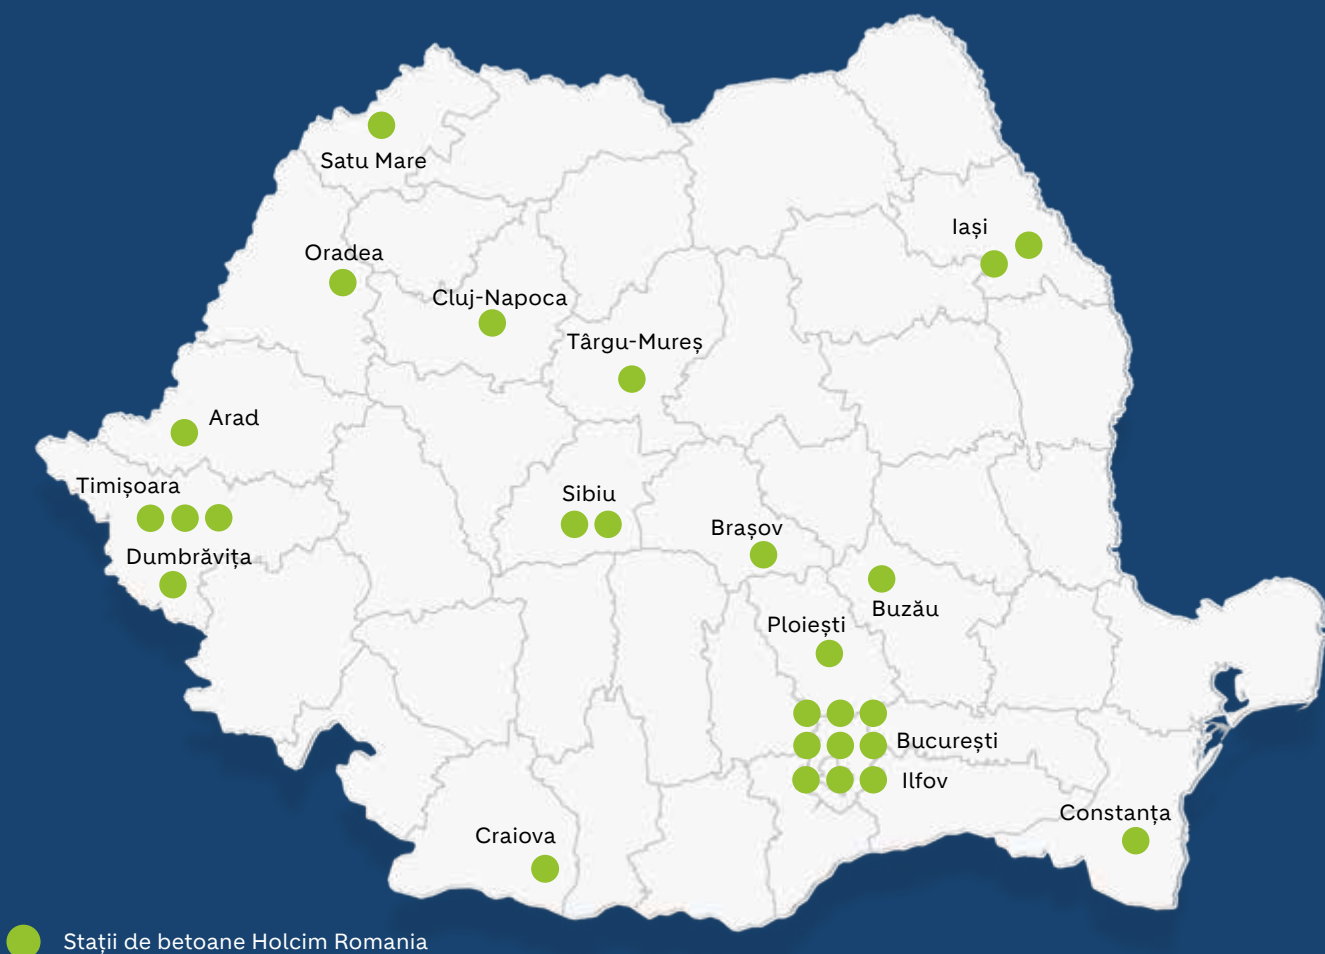 Satu Mare
Iași
Oradea
Cluj-Napoca
Târgu-Mureș
Arad
Timișoara
Sibiu
Brașov
Dumbrăvița
Buzău
Ploiești
București
Ilfov
Constanța
Craiova
Stații de betoane Holcim Romania